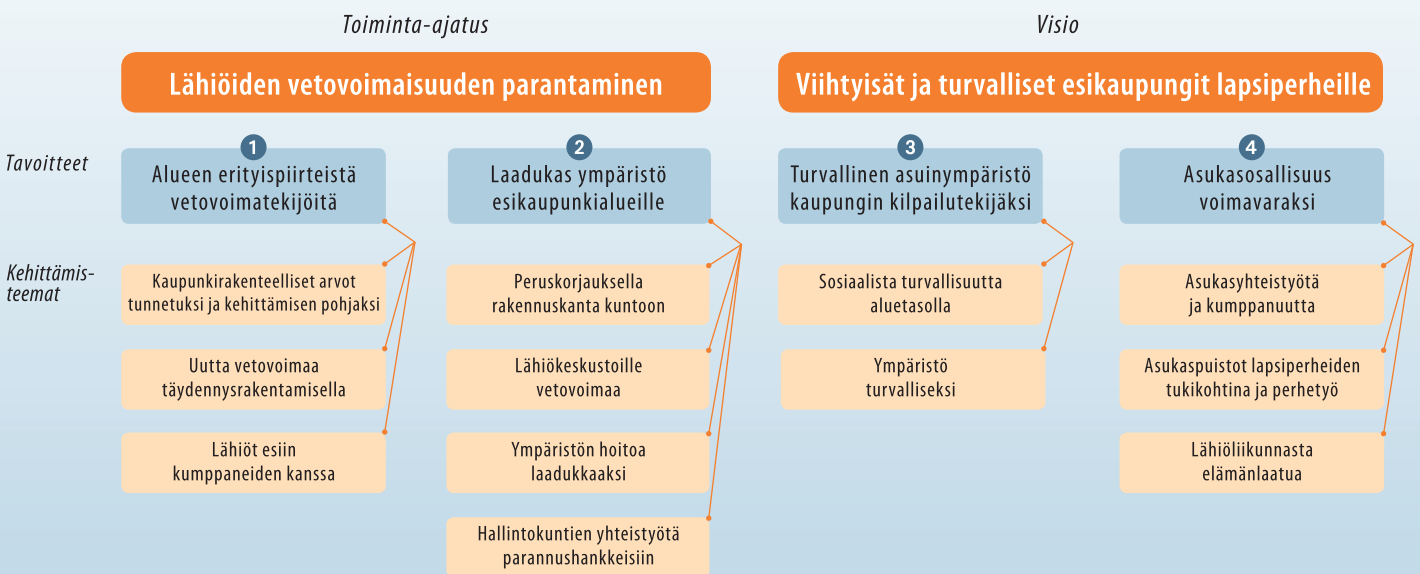 Toiminta-ajatus
Visio
Lähiöiden vetovoimaisuuden parantaminen
Viihtyisät ja turvalliset esikaupungit lapsiperheille
Tavoitteet
1
Alueen erityispiirteistä
vetovoimatekijöitä
2
Laadukas ympäristö
esikaupunkialueille
3
Turvallinen asuinympäristö
kaupungin kilpailutekijäksi
4
Asukasosallisuus
voimavaraksi
Kehittämis-
teemat
Kaupunkirakenteelliset arvot
tunnetuksi ja kehittämisen pohjaksi
Uutta vetovoimaa
täydennysrakentamisella
Lähiöt esiin
kumppaneiden kanssa
Peruskorjauksella
rakennuskanta kuntoon
Lähiökeskustoille
vetovoimaa
Ympäristön hoitoa
laadukkaaksi
Hallintokuntien yhteistyötä
parannushankkeisiin
Sosiaalista turvallisuutta
aluetasolla
Ympäristö
turvalliseksi
Asukasyhteistyötä
ja kumppanuutta
Asukaspuistot lapsiperheiden
tukikohtina ja perhetyö
Lähiöliikunnasta
elämänlaatua